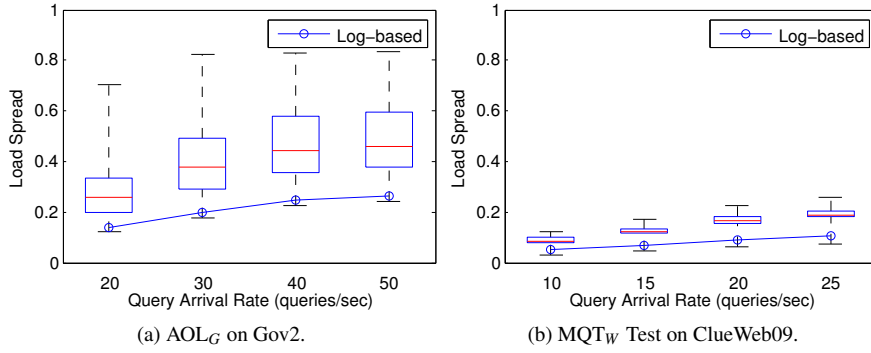 1
0.8
0.6
0.4
0.2
0
Load Spread
Log-based
20 30 40 50
Query Arrival Rate (queries/sec)
(a) AOL_G on Gov2.
1
0.8
0.6
0.4
0.2
0
Load Spread
Log-based
10 15 20 25
Query Arrival Rate (queries/sec)
(b) MQT_W Test on ClueWeb09.